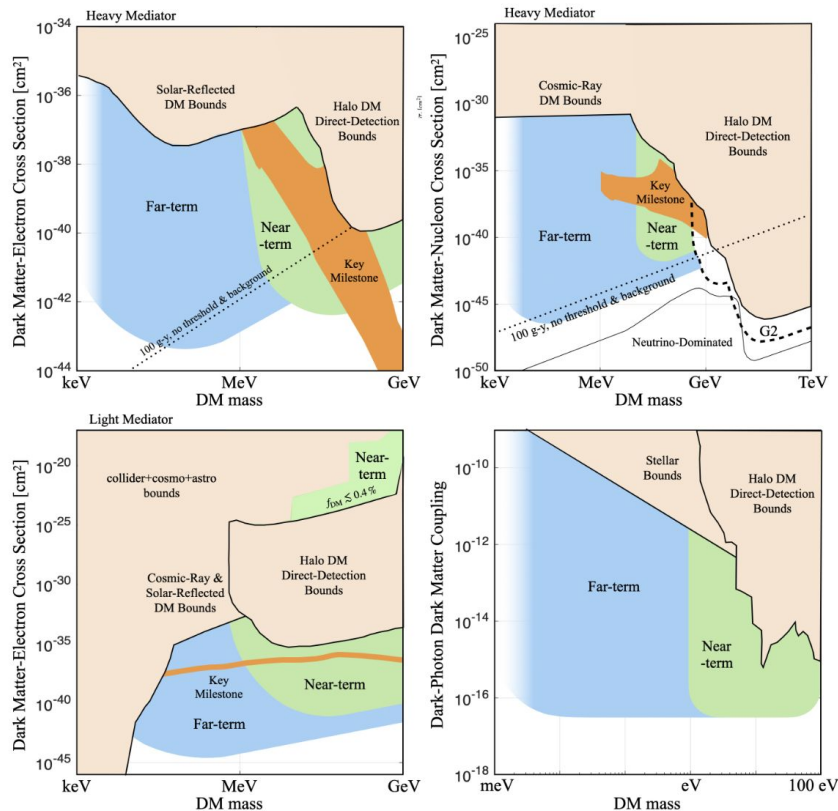 Heavy Mediator
Dark Matter-Electron Cross Section [cm²]
10⁻³⁴
10⁻³⁶
10⁻³⁸
10⁻⁴⁰
10⁻⁴²
10⁻⁴⁴
Solar-Reflected
DM Bounds
Halo DM
Direct-Detection
Bounds
Far-term
Near
-term
Key
Milestone
100 g-y, no threshold & background
keV
MeV
GeV
DM mass
Heavy Mediator
Dark Matter-Nucleon Cross Section [cm²]
10⁻²⁵
10⁻³⁰
10⁻³⁵
10⁻⁴⁰
10⁻⁴⁵
10⁻⁵⁰
Cosmic-Ray
DM Bounds
Halo DM
Direct-Detection
Bounds
Key
Milestone
Far-term
Near
-term
100 g-y, no threshold & background
Neutrino-Dominated
G2
keV
MeV
GeV
TeV
DM mass
Light Mediator
Dark Matter-Electron Cross Section [cm²]
10⁻²⁰
10⁻²⁵
10⁻³⁰
10⁻³⁵
10⁻⁴⁰
10⁻⁴⁵
collider+cosmo+astro
bounds
Near-
term
f_DM ≲ 0.4 %
Cosmic-Ray &
Solar-Reflected
DM Bounds
Halo DM
Direct-Detection
Bounds
Key
Milestone
Near-term
Far-term
keV
MeV
GeV
DM mass
Dark-Photon Dark Matter Coupling
10⁻¹⁰
10⁻¹²
10⁻¹⁴
10⁻¹⁶
10⁻¹⁸
Stellar
Bounds
Halo DM
Direct-Detection
Bounds
Far-term
Near
-term
meV
eV
100 eV
DM mass